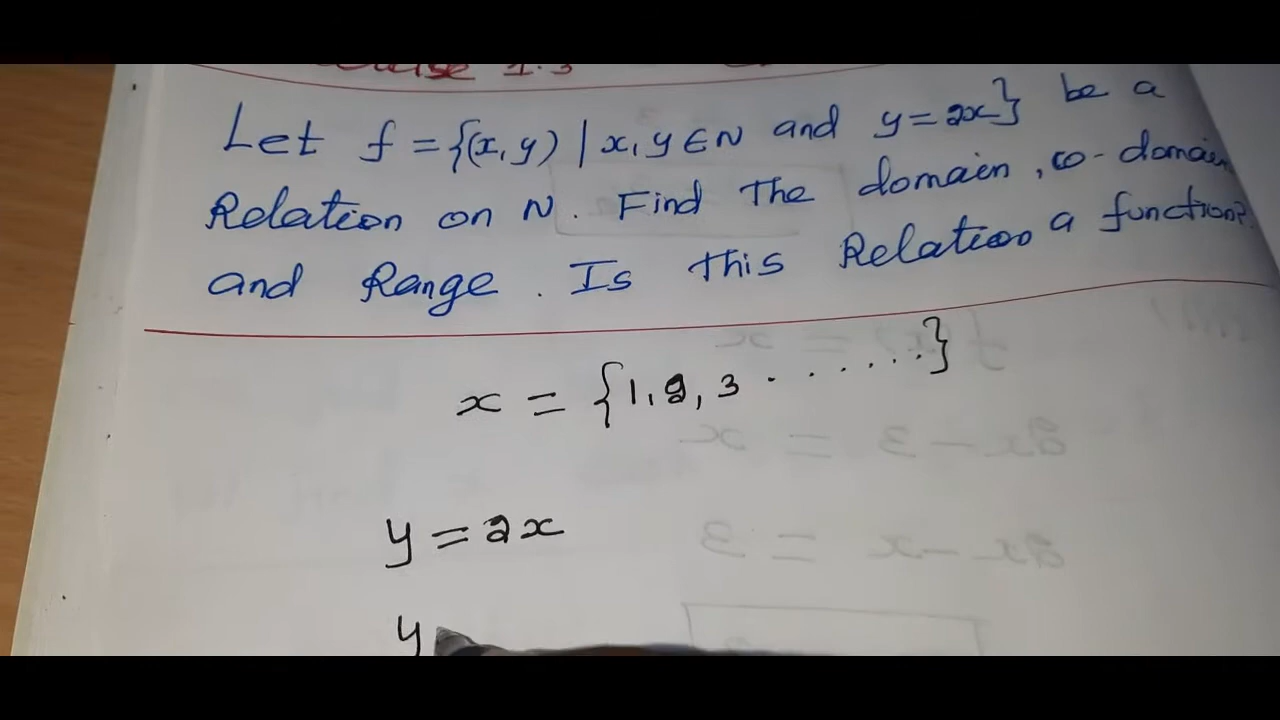 Let f = {(x, y) | x, y ∈ N and y = 2x} be a
Relation on N. Find The domain, co-domain
and Range. Is this Relation a function?
x = {1, 2, 3 . . . . . . .}
y = 2x
y